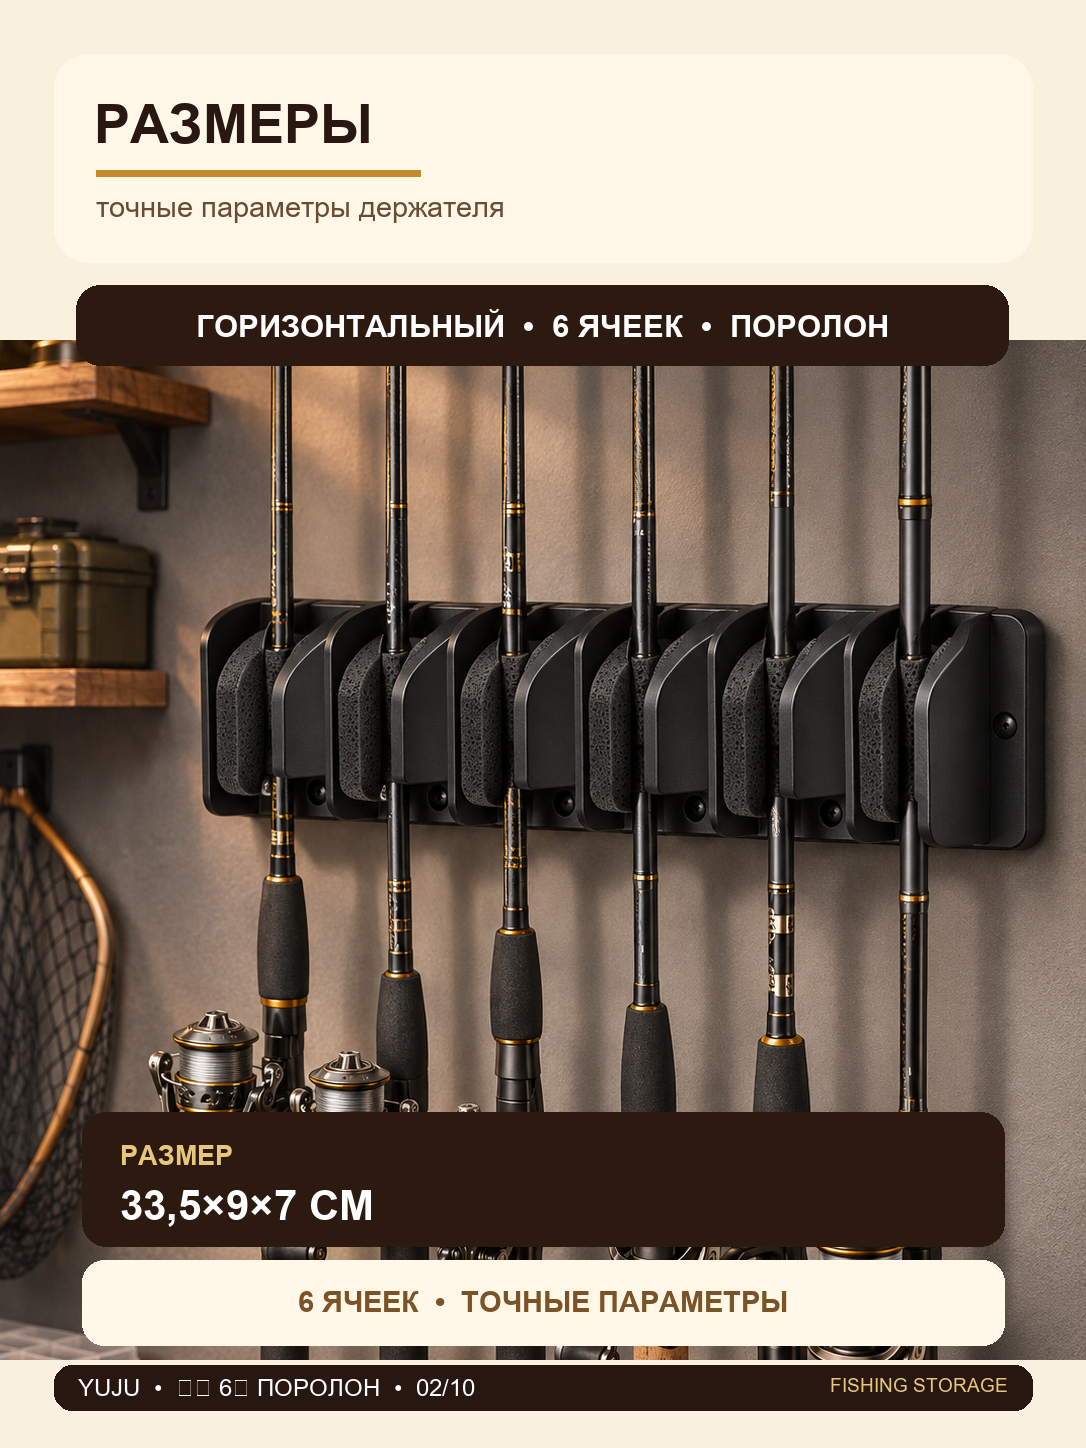 РАЗМЕРЫ
точные параметры держателя
ГОРИЗОНТАЛЬНЫЙ • 6 ЯЧЕЕК • ПОРОЛОН
РАЗМЕР
33,5×9×7 СМ
6 ЯЧЕЕК • ТОЧНЫЕ ПАРАМЕТРЫ
YUJU • □□ 6□ ПОРОЛОН • 02/10
FISHING STORAGE